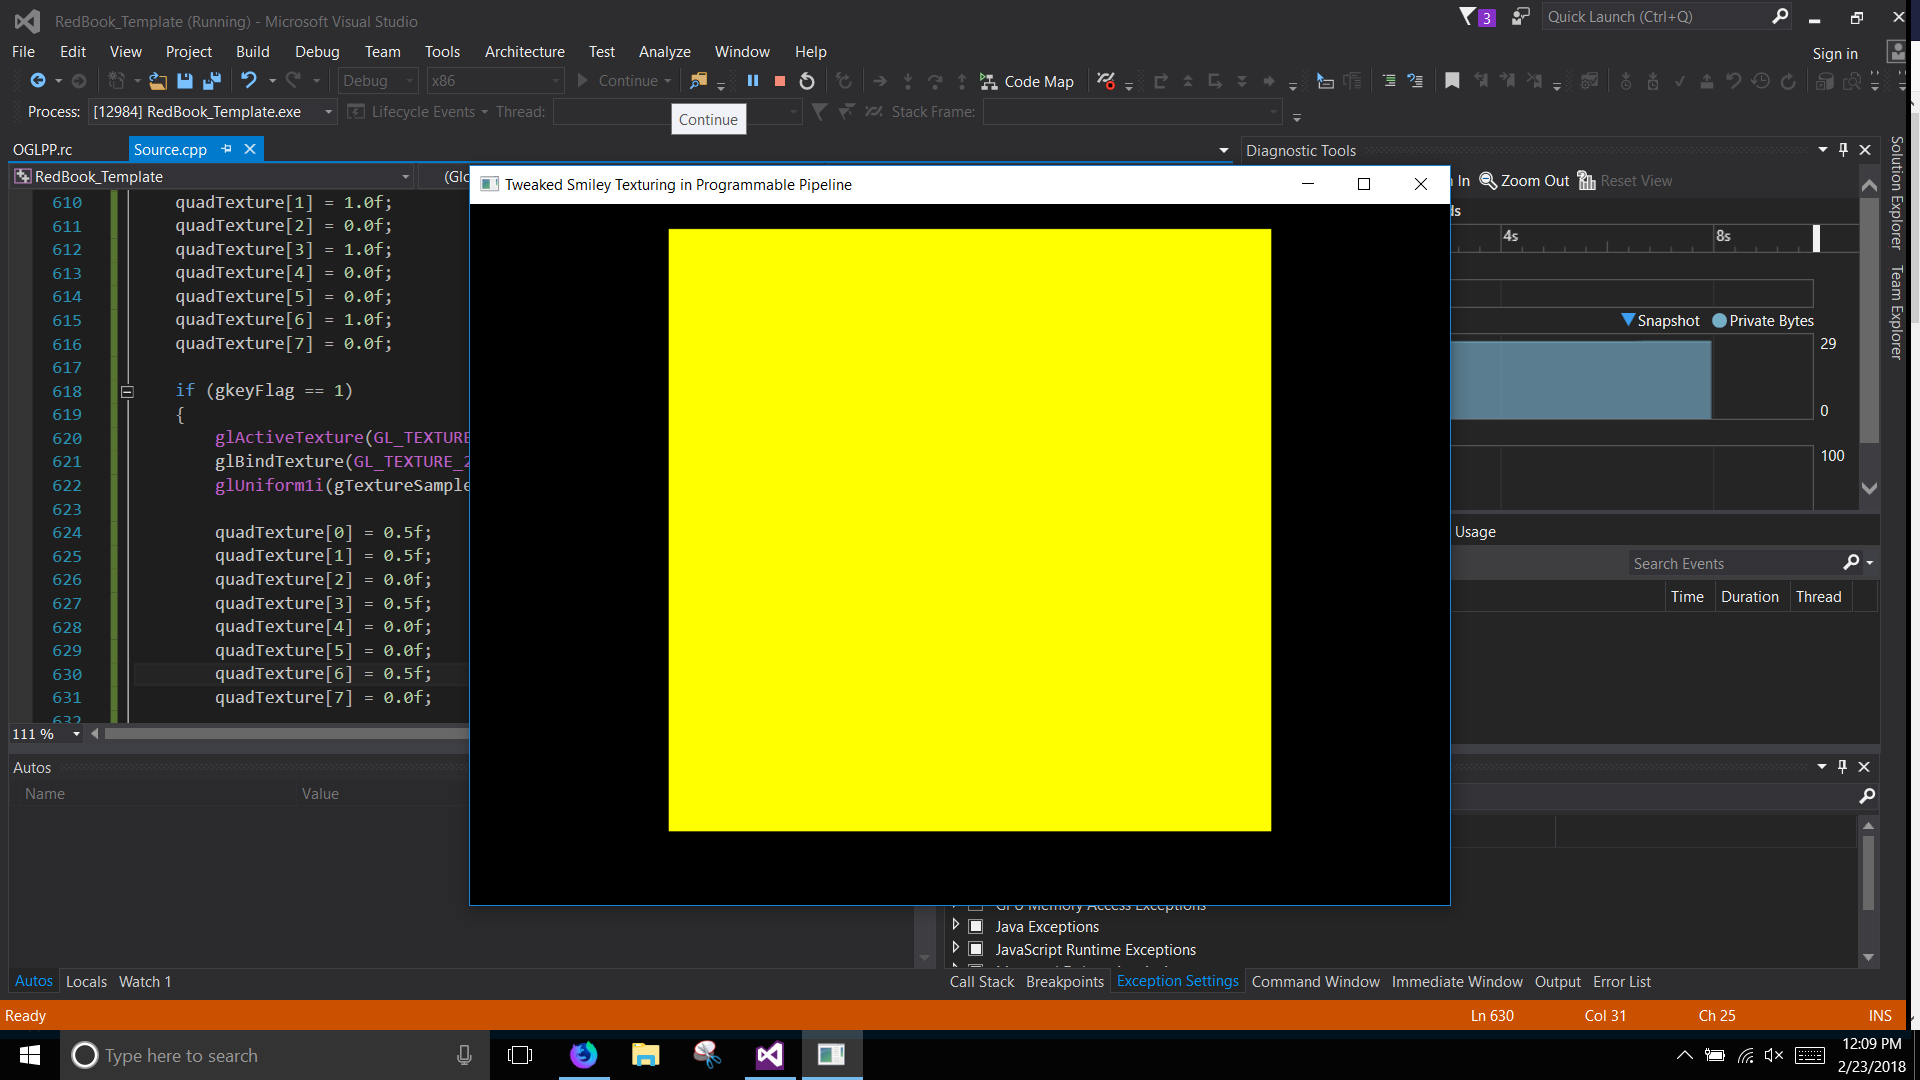 RedBook_Template (Running) - Microsoft Visual Studio
3
Quick Launch (Ctrl+Q)
File Edit View Project Build Debug Team Tools Architecture Test Analyze Window Help
Sign in
Debug x86 Continue Code Map
Process: [12984] RedBook_Template.exe Lifecycle Events Thread: Stack Frame:
Continue
OGLPP.rc Source.cpp
Diagnostic Tools
RedBook_Template (Glo
Tweaked Smiley Texturing in Programmable Pipeline
In Zoom Out Reset View
ds
4s 8s
Snapshot Private Bytes
29
0
100
Usage
Search Events
Time Duration Thread
Solution Explorer
Team Explorer
610 quadTexture[1] = 1.0f;
611 quadTexture[2] = 0.0f;
612 quadTexture[3] = 1.0f;
613 quadTexture[4] = 0.0f;
614 quadTexture[5] = 0.0f;
615 quadTexture[6] = 1.0f;
616 quadTexture[7] = 0.0f;
617
618 if (gkeyFlag == 1)
619 {
620 glActiveTexture(GL_TEXTURE
621 glBindTexture(GL_TEXTURE_2
622 glUniform1i(gTextureSample
623
624 quadTexture[0] = 0.5f;
625 quadTexture[1] = 0.5f;
626 quadTexture[2] = 0.0f;
627 quadTexture[3] = 0.5f;
628 quadTexture[4] = 0.0f;
629 quadTexture[5] = 0.0f;
630 quadTexture[6] = 0.5f;
631 quadTexture[7] = 0.0f;
632
111 %
Autos
Name Value
GPU Memory Access Exceptions
Java Exceptions
JavaScript Runtime Exceptions
Autos Locals Watch 1
Call Stack Breakpoints Exception Settings Command Window Immediate Window Output Error List
Ready Ln 630 Col 31 Ch 25 INS
Type here to search
12:09 PM
2/23/2018